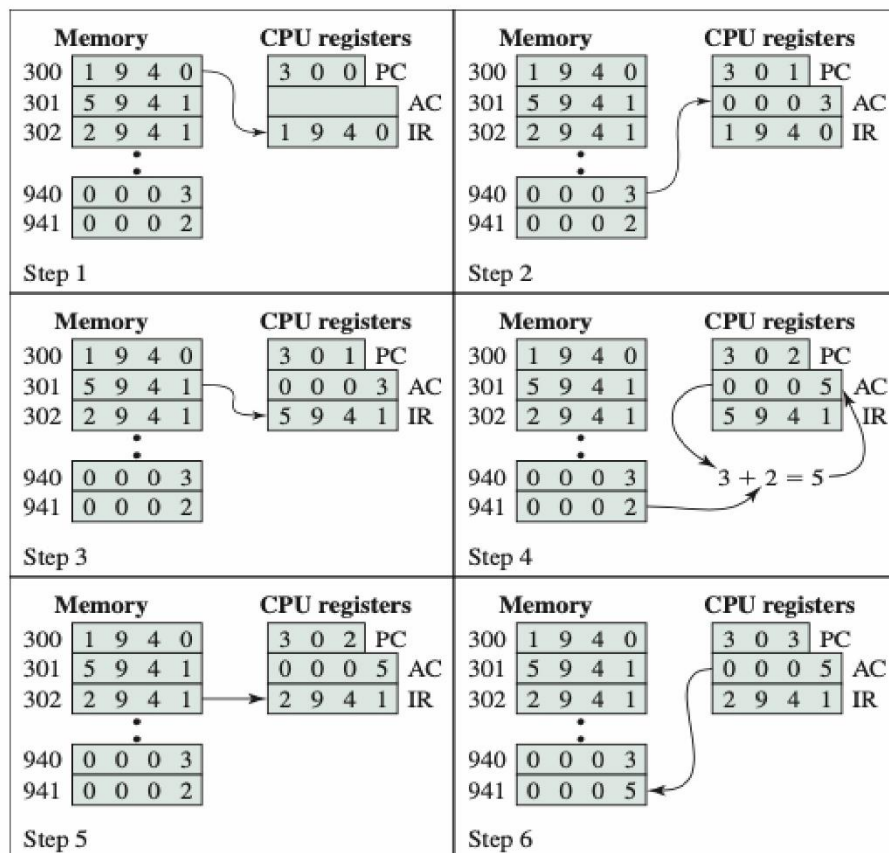 Memory CPU registers
300 1 9 4 0 3 0 0 PC
301 5 9 4 1 AC
302 2 9 4 1 1 9 4 0 IR
940 0 0 0 3
941 0 0 0 2
Step 1
Memory CPU registers
300 1 9 4 0 3 0 1 PC
301 5 9 4 1 0 0 0 3 AC
302 2 9 4 1 1 9 4 0 IR
940 0 0 0 3
941 0 0 0 2
Step 2
Memory CPU registers
300 1 9 4 0 3 0 1 PC
301 5 9 4 1 0 0 0 3 AC
302 2 9 4 1 5 9 4 1 IR
940 0 0 0 3
941 0 0 0 2
Step 3
Memory CPU registers
300 1 9 4 0 3 0 2 PC
301 5 9 4 1 0 0 0 5 AC
302 2 9 4 1 5 9 4 1 IR
940 0 0 0 3 3 + 2 = 5
941 0 0 0 2
Step 4
Memory CPU registers
300 1 9 4 0 3 0 2 PC
301 5 9 4 1 0 0 0 5 AC
302 2 9 4 1 2 9 4 1 IR
940 0 0 0 3
941 0 0 0 2
Step 5
Memory CPU registers
300 1 9 4 0 3 0 3 PC
301 5 9 4 1 0 0 0 5 AC
302 2 9 4 1 2 9 4 1 IR
940 0 0 0 3
941 0 0 0 5
Step 6